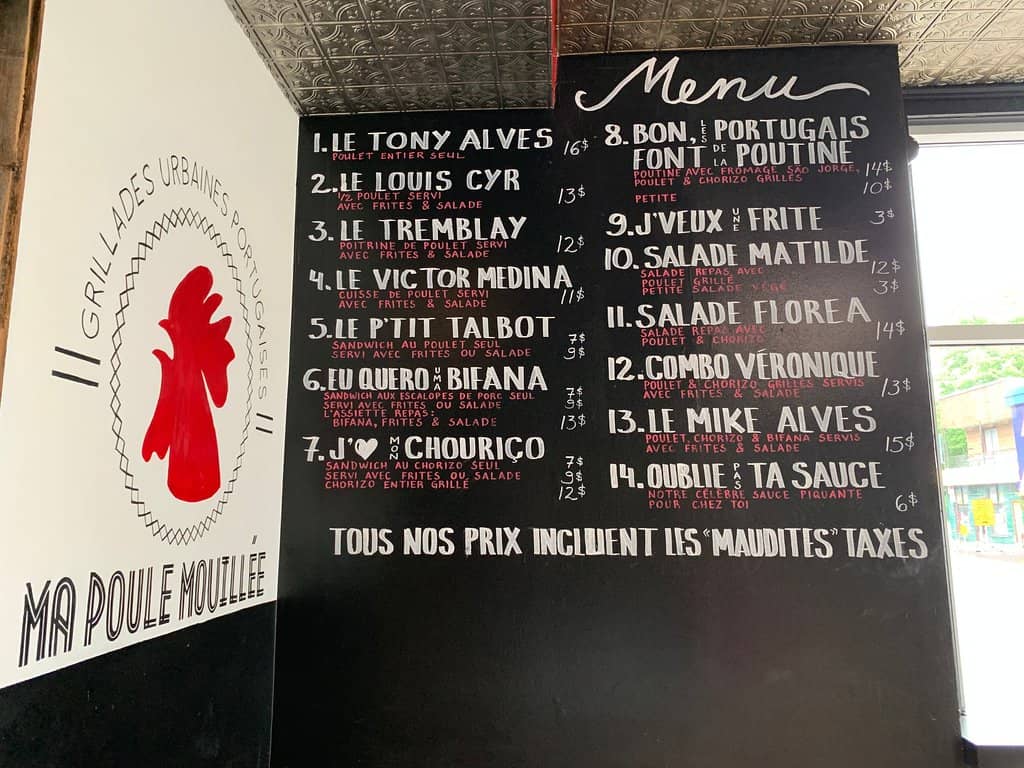 // GRILLADES URBAINES PORTUGAISES //
MA POULE MOUILLÉE
Menu
1. LE TONY ALVES 16$
POULET ENTIER SEUL
2. LE LOUIS CYR
1/2 POULET SERVI
AVEC FRITES & SALADE 13$
3. LE TREMBLAY
POITRINE DE POULET SERVI
AVEC FRITES & SALADE 12$
4. LE VICTOR MEDINA
CUISSE DE POULET SERVI
AVEC FRITES & SALADE 11$
5. LE P'TIT TALBOT
SANDWICH AU POULET SEUL 7$
SERVI AVEC FRITES OU SALADE 9$
6. EU QUERO UMA BIFANA
SANDWICH AUX ESCALOPES DE PORC SEUL 7$
SERVI AVEC FRITES OU SALADE 9$
L'ASSIETTE REPAS:
BIFANA, FRITES & SALADE 13$
7. J'♥ MON CHOURIÇO
SANDWICH AU CHORIZO SEUL 7$
SERVI AVEC FRITES OU SALADE 9$
CHORIZO ENTIER GRILLÉ 12$
8. BON, LES PORTUGAIS
FONT DE LA POUTINE
POUTINE AVEC FROMAGE SÃO JORGE, 14$
POULET & CHORIZO GRILLÉS
PETITE 10$
9. J'VEUX UNE FRITE 3$
10. SALADE MATILDE
SALADE REPAS AVEC 12$
POULET GRILLÉ
PETITE SALADE VÉGÉ 3$
11. SALADE FLOREA
SALADE REPAS AVEC
POULET & CHORIZO 14$
12. COMBO VÉRONIQUE
POULET & CHORIZO GRILLÉS SERVIS
AVEC FRITES & SALADE 13$
13. LE MIKE ALVES
POULET, CHORIZO & BIFANA SERVIS
AVEC FRITES & SALADE 15$
14. OUBLIE PAS TA SAUCE
NOTRE CÉLÈBRE SAUCE PIQUANTE
POUR CHEZ TOI 6$
TOUS NOS PRIX INCLUENT LES "MAUDITES" TAXES